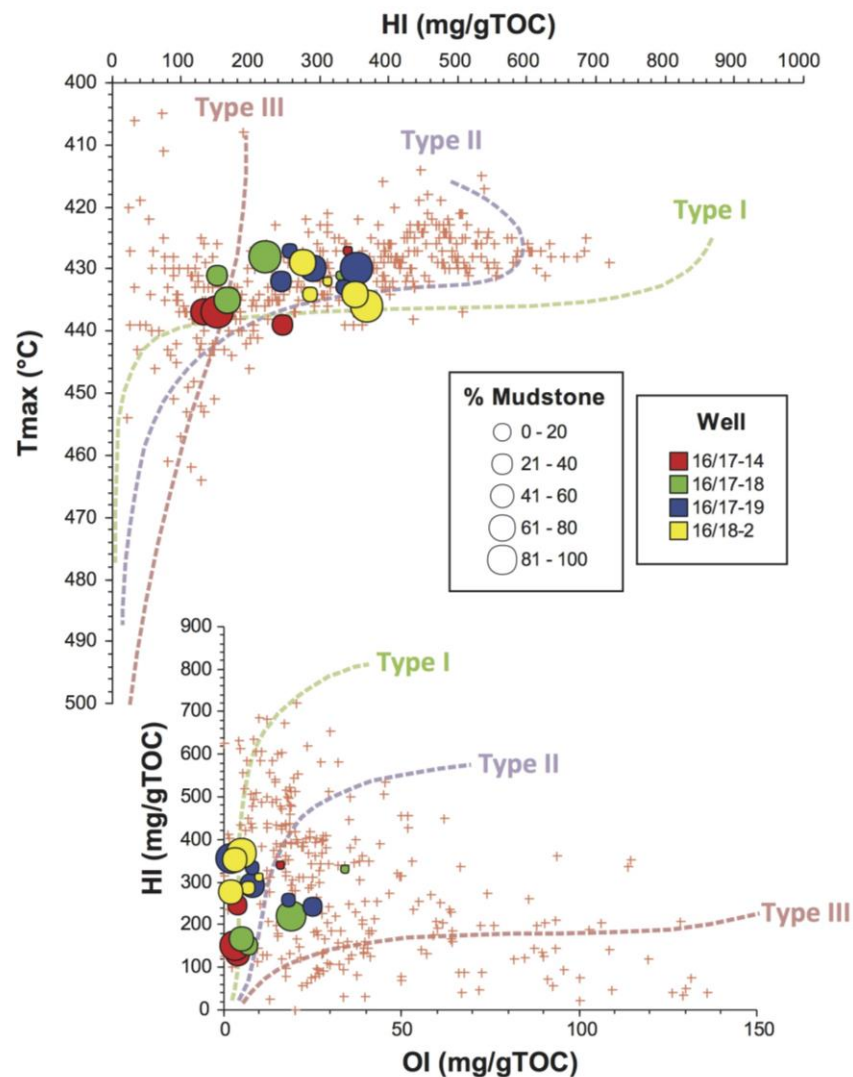 HI (mg/gTOC)
0 100 200 300 400 500 600 700 800 900 1000
Tmax (°C)
400
410
420
430
440
450
460
470
480
490
500
Type III
Type II
Type I
% Mudstone
0 - 20
21 - 40
41 - 60
61 - 80
81 - 100
Well
16/17-14
16/17-18
16/17-19
16/18-2
HI (mg/gTOC)
900
800
700
600
500
400
300
200
100
0
Type I
Type II
Type III
0 50 100 150
OI (mg/gTOC)